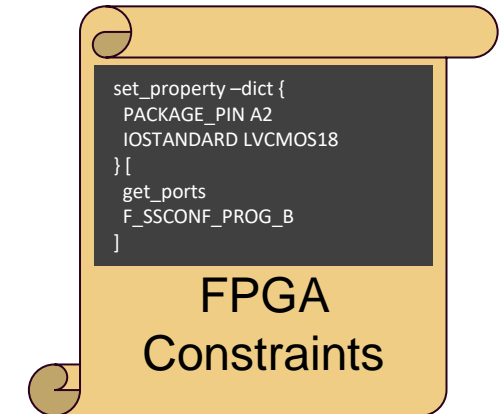 set_property –dict {
PACKAGE_PIN A2
IOSTANDARD LVCMOS18
} [
get_ports
F_SSCONF_PROG_B
]
FPGA
Constraints